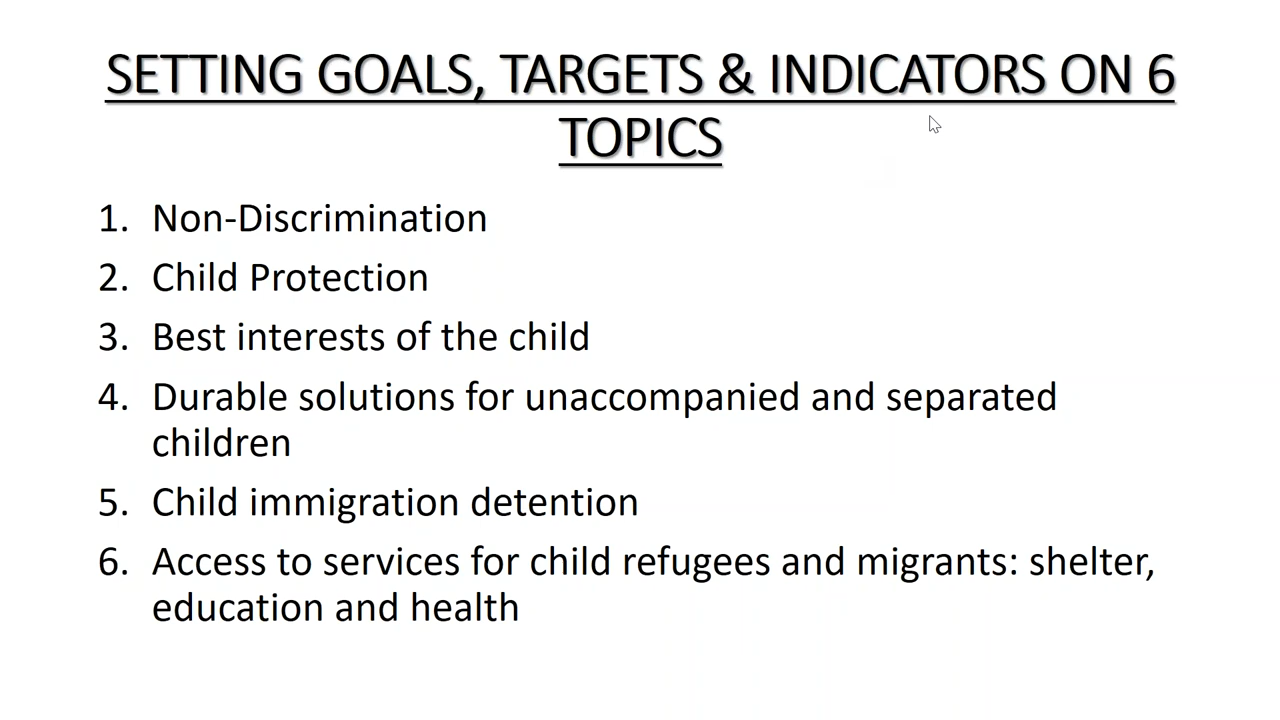 SETTING GOALS, TARGETS & INDICATORS ON 6
TOPICS
1. Non-Discrimination
2. Child Protection
3. Best interests of the child
4. Durable solutions for unaccompanied and separated
children
5. Child immigration detention
6. Access to services for child refugees and migrants: shelter,
education and health